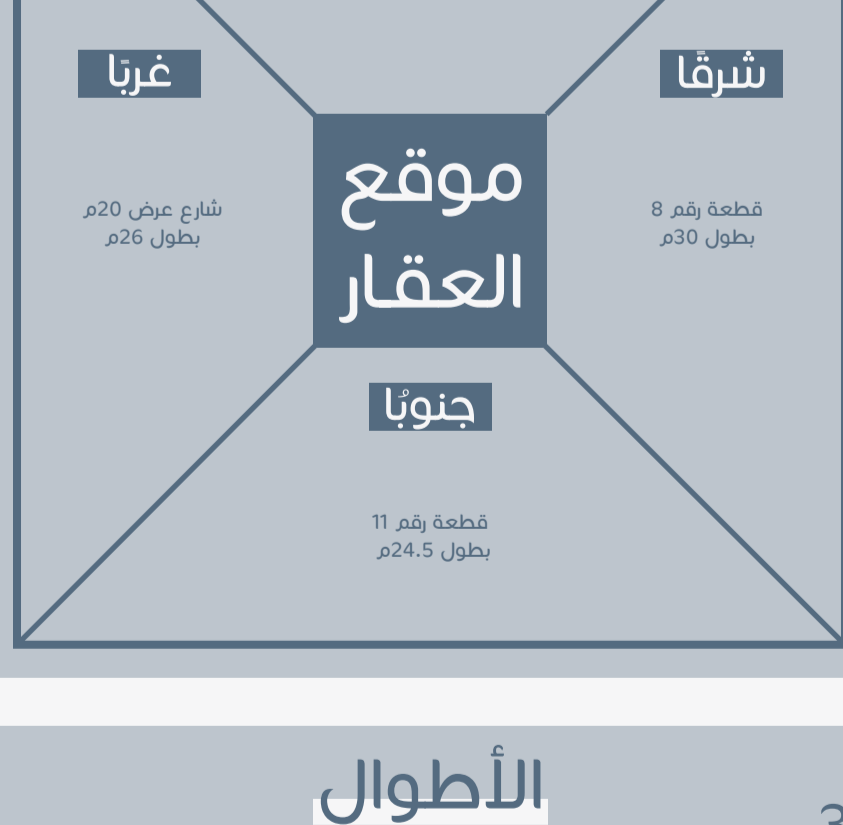 شرقًا
قطعة رقم 8
بطول 30م
غربًا
شارع عرض 20م
بطول 26م
موقع
العقار
جنوبًا
قطعة رقم 11
بطول 24.5م
الأطوال